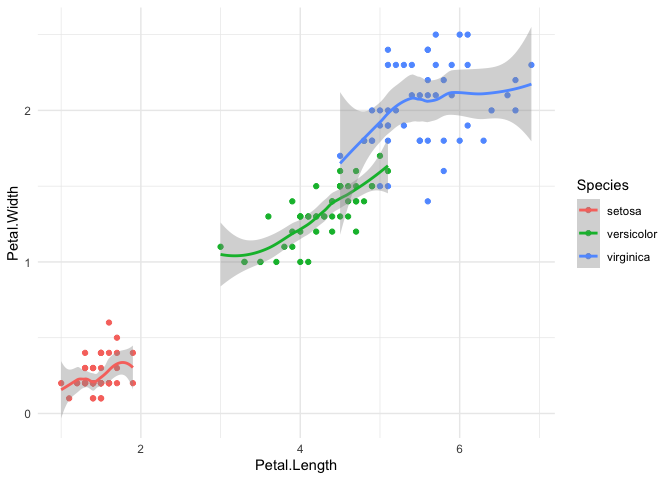 2
1
0
Petal.Width
2
4
6
Petal.Length
Species
setosa
versicolor
virginica